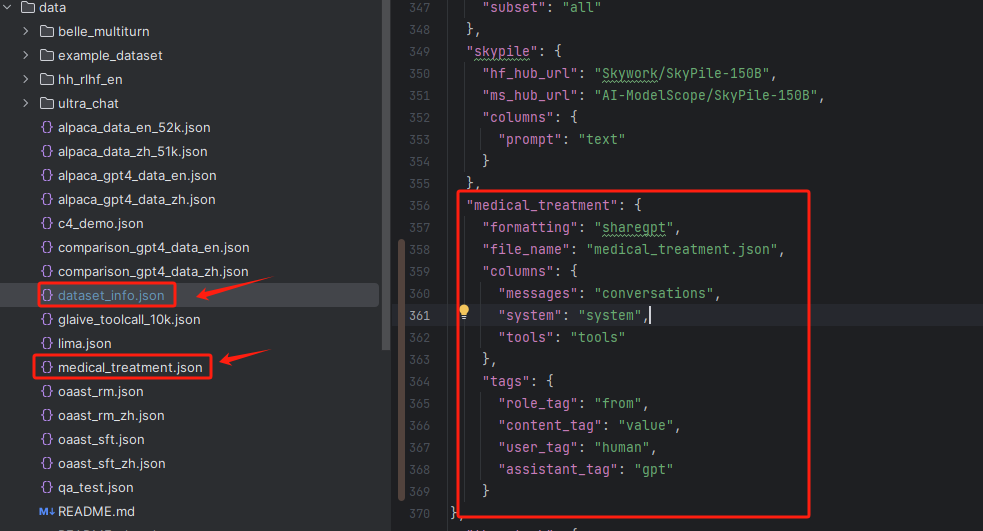 data
belle_multiturn
example_dataset
hh_rlhf_en
ultra_chat
alpaca_data_en_52k.json
alpaca_data_zh_51k.json
alpaca_gpt4_data_en.json
alpaca_gpt4_data_zh.json
c4_demo.json
comparison_gpt4_data_en.json
comparison_gpt4_data_zh.json
dataset_info.json
glaive_toolcall_10k.json
lima.json
medical_treatment.json
oaast_rm.json
oaast_rm_zh.json
oaast_sft.json
oaast_sft_zh.json
qa_test.json
M↓ README.md
347 "subset": "all"
348 },
349 "skypile": {
350 "hf_hub_url": "Skywork/SkyPile-150B",
351 "ms_hub_url": "AI-ModelScope/SkyPile-150B",
352 "columns": {
353 "prompt": "text"
354 }
355 },
356 "medical_treatment": {
357 "formatting": "sharegpt",
358 "file_name": "medical_treatment.json",
359 "columns": {
360 "messages": "conversations",
361 "system": "system",
362 "tools": "tools"
363 },
364 "tags": {
365 "role_tag": "from",
366 "content_tag": "value",
367 "user_tag": "human",
368 "assistant_tag": "gpt"
369 }
370 },